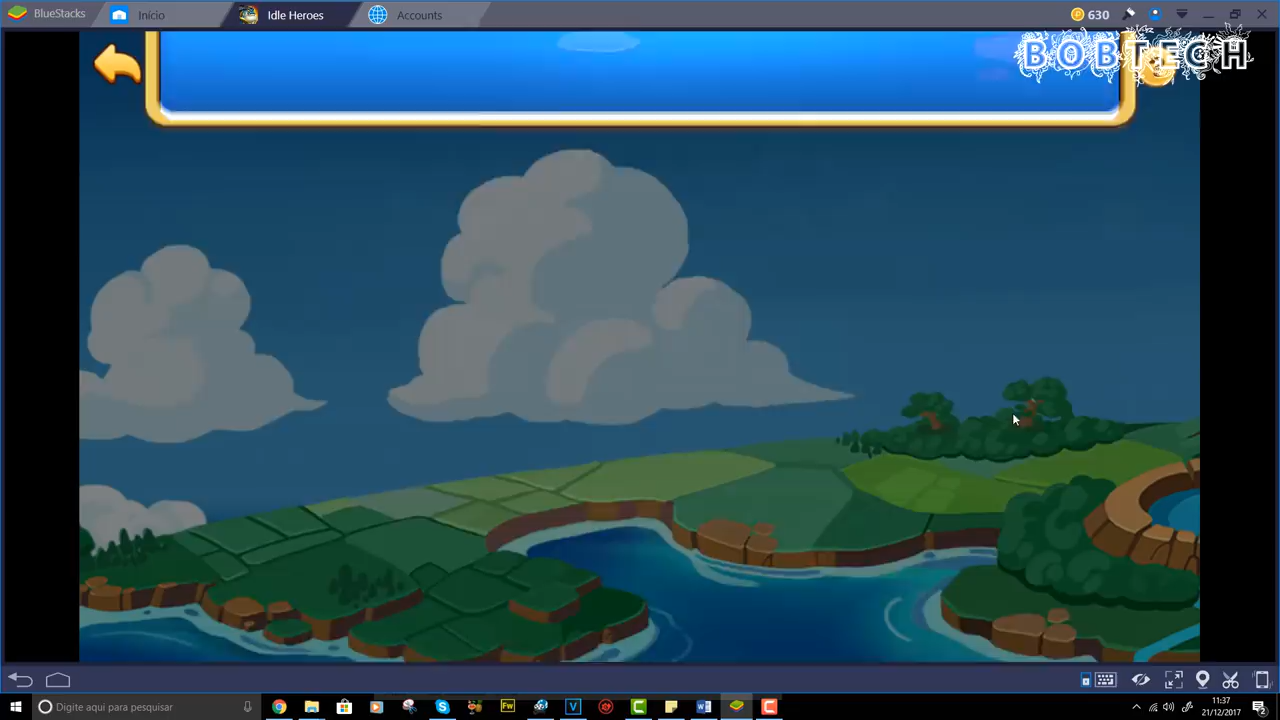 BlueStacks
Início
Idle Heroes
Accounts
630
BOBTECH
Digite aqui para pesquisar
11:37
21/12/2017